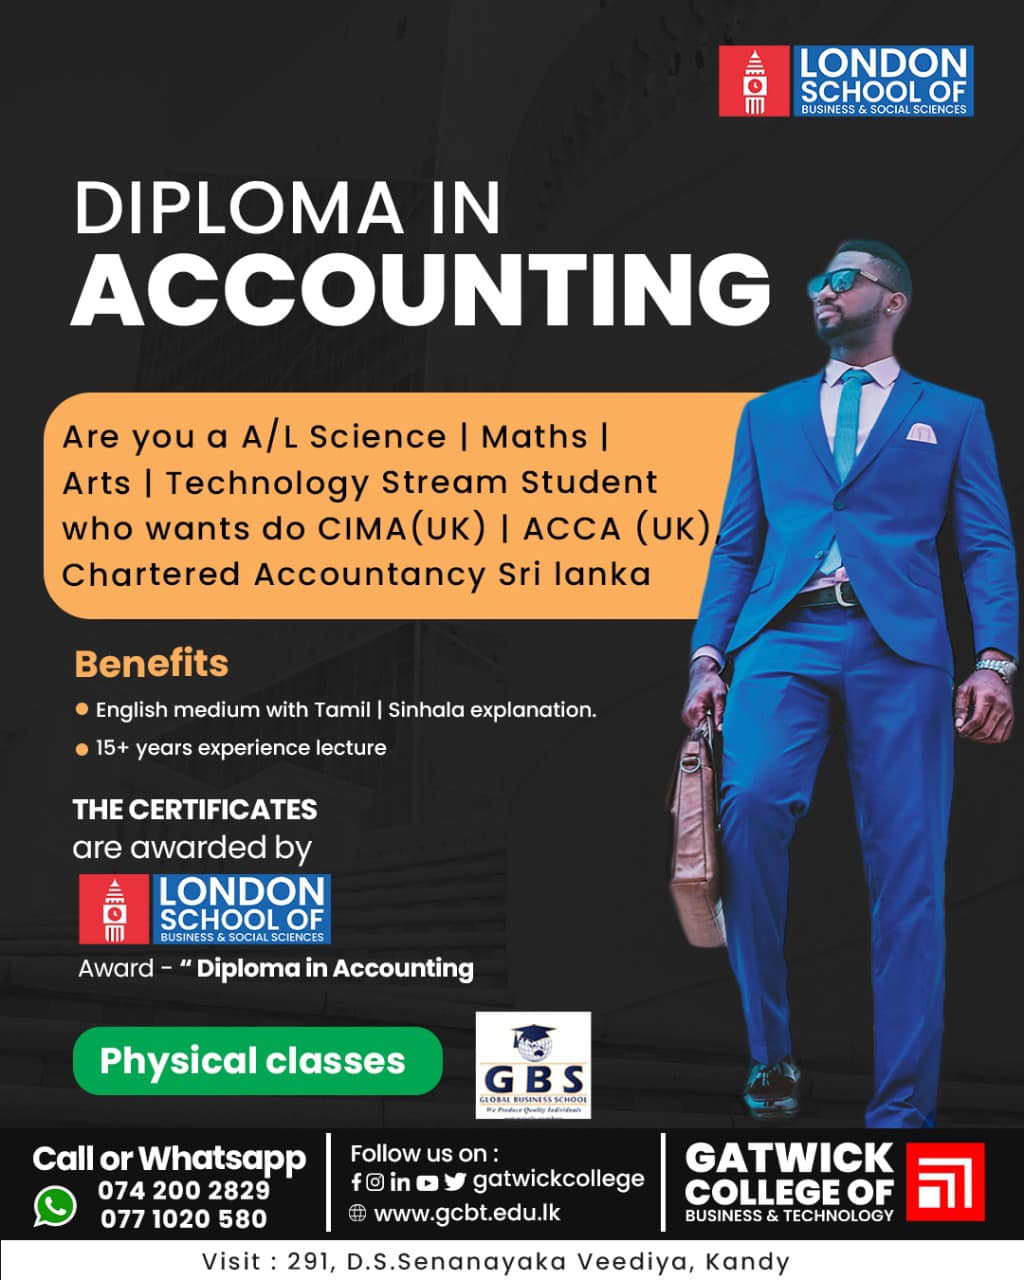 LONDON
SCHOOL OF
BUSINESS & SOCIAL SCIENCES
DIPLOMA IN
ACCOUNTING
Are you a A/L Science | Maths |
Arts | Technology Stream Student
who wants do CIMA(UK) | ACCA (UK),
Chartered Accountancy Sri lanka
Benefits
English medium with Tamil | Sinhala explanation.
15+ years experience lecture
THE CERTIFICATES
are awarded by
LONDON
SCHOOL OF
BUSINESS & SOCIAL SCIENCES
Award - “ Diploma in Accounting
Physical classes
GBS
GLOBAL BUSINESS SCHOOL
We Produce Quality Individuals
Call or Whatsapp
074 200 2829
077 1020 580
Follow us on :
gatwickcollege
www.gcbt.edu.lk
GATWICK
COLLEGE OF
BUSINESS & TECHNOLOGY
Visit : 291, D.S.Senanayaka Veediya, Kandy